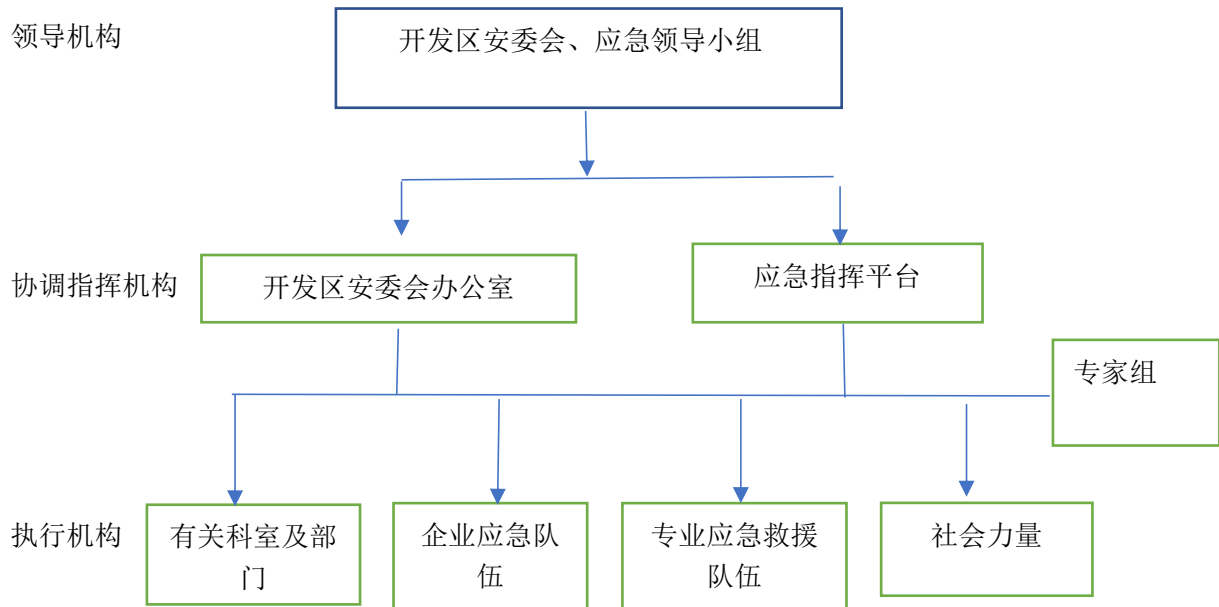 领导机构
开发区安委会、应急领导小组
协调指挥机构
开发区安委会办公室
应急指挥平台
专家组
执行机构
有关科室及部
门
企业应急队
伍
专业应急救援
队伍
社会力量